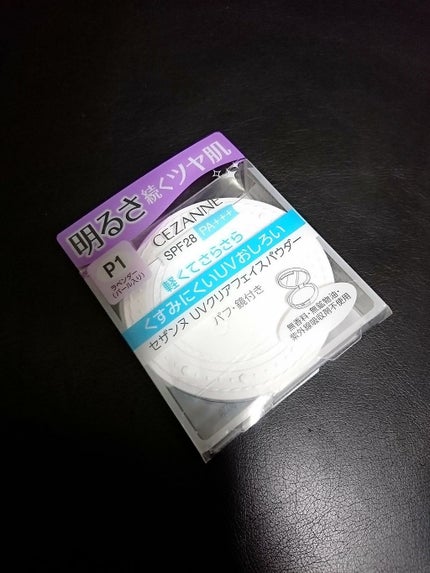 明るさ続くツヤ肌
P1
ラベンダー
(パール入り)
CEZANNE
SPF28 PA+++
軽くてさらさら
くすみにくいUVおしろい
セザンヌ UVクリアフェイスパウダー
パフ・鏡付き
無香料・無鉱物油・
紫外線吸収剤不使用